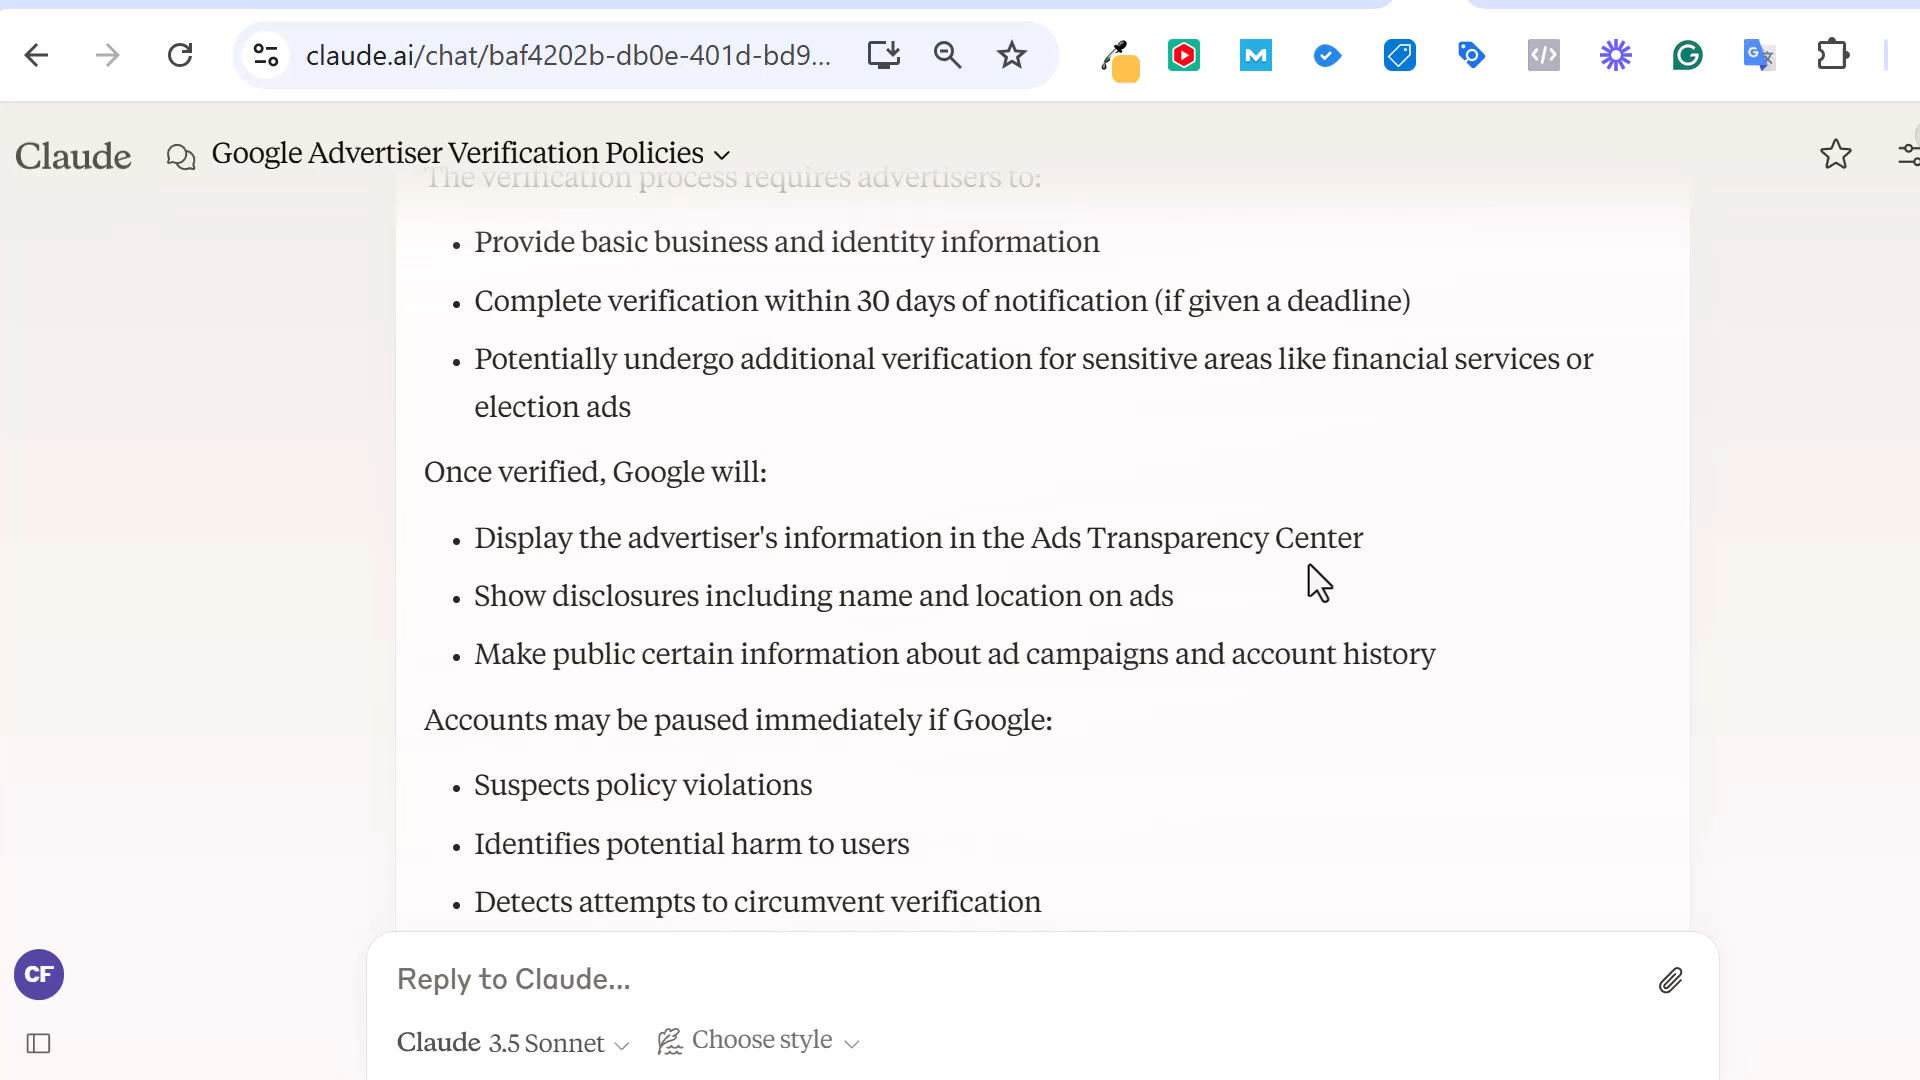 claude.ai/chat/baf4202b-db0e-401d-bd9...
Claude
Google Advertiser Verification Policies
The verification process requires advertisers to:
• Provide basic business and identity information
• Complete verification within 30 days of notification (if given a deadline)
• Potentially undergo additional verification for sensitive areas like financial services or
election ads
Once verified, Google will:
• Display the advertiser's information in the Ads Transparency Center
• Show disclosures including name and location on ads
• Make public certain information about ad campaigns and account history
Accounts may be paused immediately if Google:
• Suspects policy violations
• Identifies potential harm to users
• Detects attempts to circumvent verification
CF
Reply to Claude...
Claude 3.5 Sonnet
Choose style